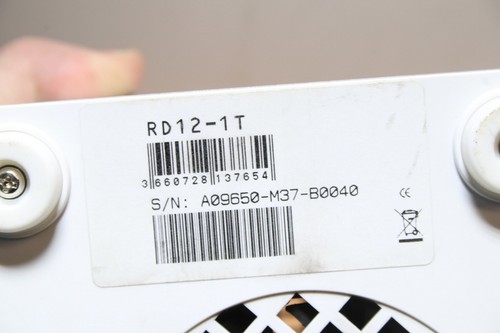 RD12-1T
3 660728 137654
S/N: A09650-M37-B0040
CE